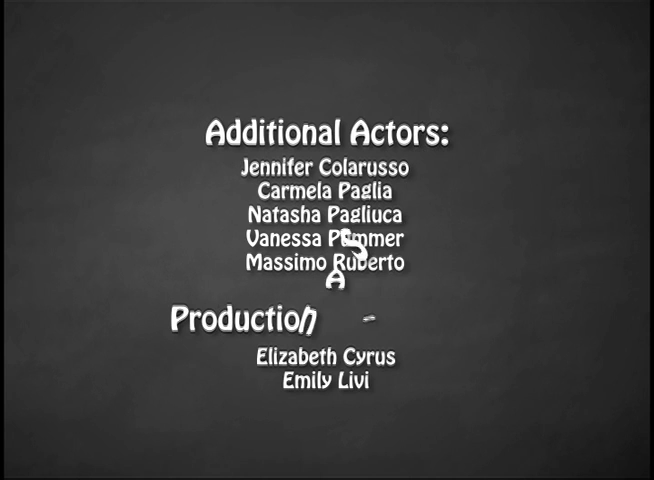 Additional Actors:
Jennifer Colarusso
Carmela Paglia
Natasha Pagliuca
Vanessa
Massimo Ruberto
A
Production
Elizabeth Cyrus
Emily Livi